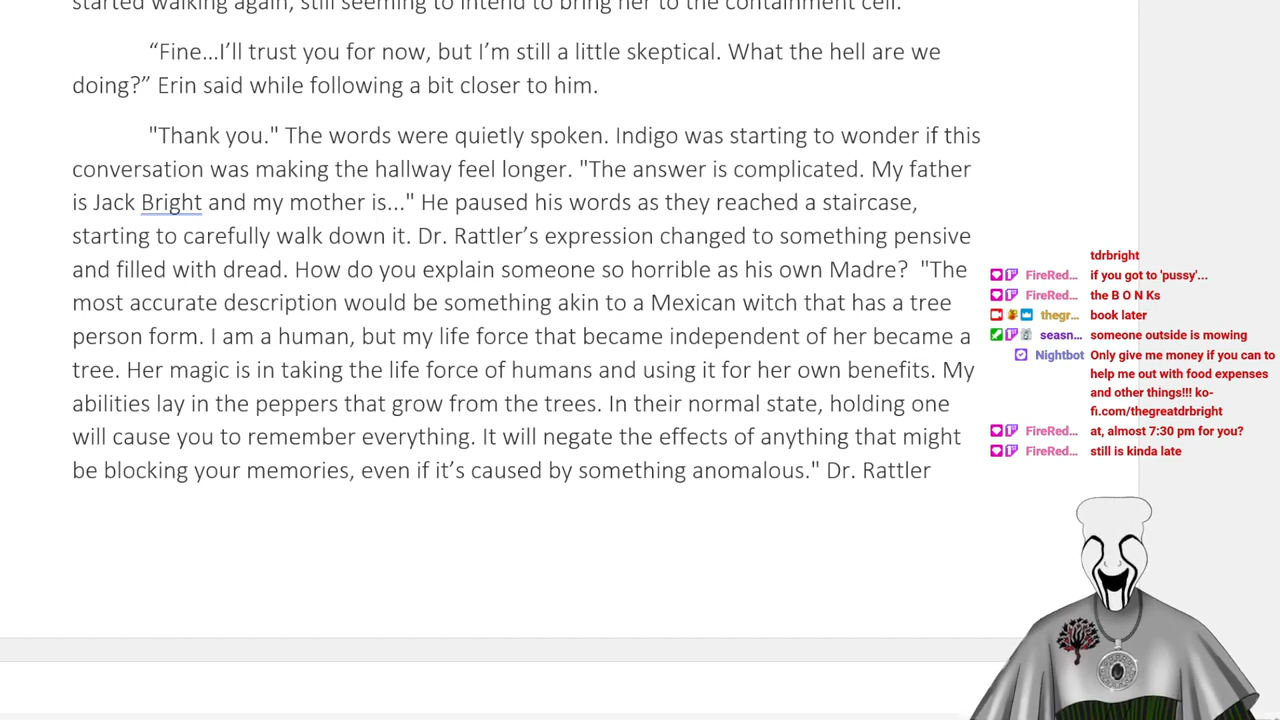 started walking again, still seeming to intend to bring her to the containment cell.
“Fine...I’ll trust you for now, but I’m still a little skeptical. What the hell are we
doing?” Erin said while following a bit closer to him.
"Thank you." The words were quietly spoken. Indigo was starting to wonder if this
conversation was making the hallway feel longer. "The answer is complicated. My father
is Jack Bright and my mother is..." He paused his words as they reached a staircase,
starting to carefully walk down it. Dr. Rattler’s expression changed to something pensive
and filled with dread. How do you explain someone so horrible as his own Madre?  "The
most accurate description would be something akin to a Mexican witch that has a tree
person form. I am a human, but my life force that became independent of her became a
tree. Her magic is in taking the life force of humans and using it for her own benefits. My
abilities lay in the peppers that grow from the trees. In their normal state, holding one
will cause you to remember everything. It will negate the effects of anything that might
be blocking your memories, even if it’s caused by something anomalous." Dr. Rattler
tdrbright
FireRed... if you got to 'pussy'...
FireRed... the B O N Ks
thegr... book later
seasn... someone outside is mowing
Nightbot Only give me money if you can to
help me out with food expenses
and other things!!! ko-
fi.com/thegreatdrbright
FireRed... at, almost 7:30 pm for you?
FireRed... still is kinda late